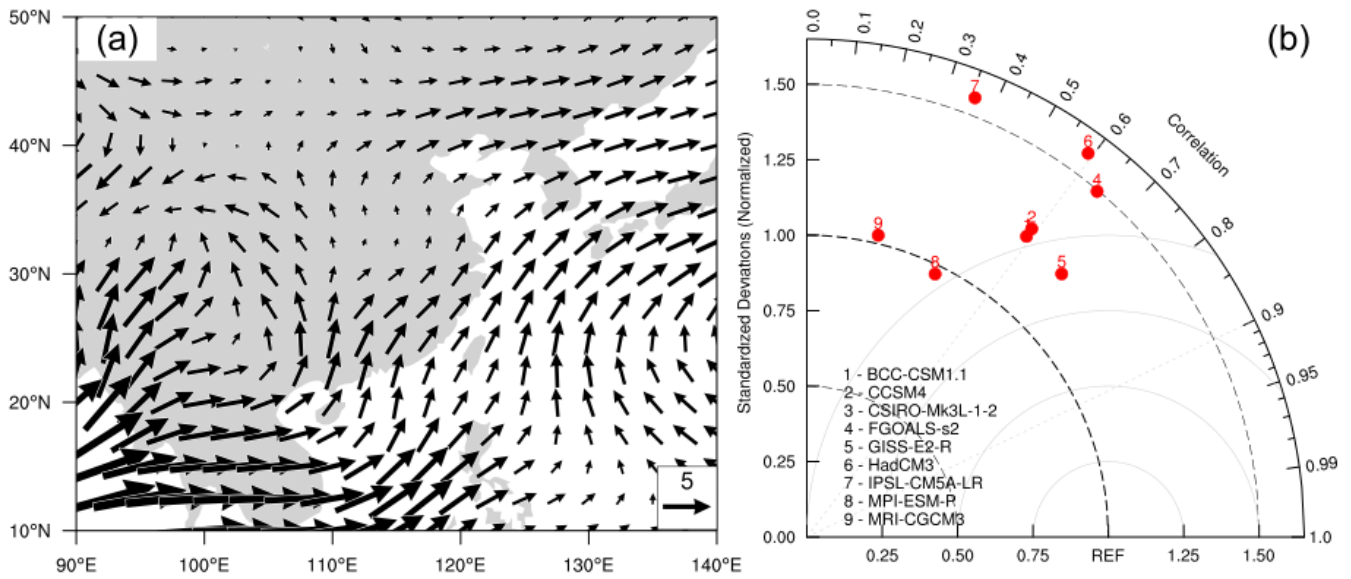 (a)
50°N
40°N
30°N
20°N
10°N
90°E
100°E
110°E
120°E
130°E
140°E
5
(b)
Standardized Deviations (Normalized)
1.50
1.25
1.00
0.75
0.50
0.25
0.00
0.25
0.50
0.75
REF
1.25
1.50
0.0
0.1
0.2
0.3
0.4
0.5
0.6
0.7
0.8
0.9
0.95
0.99
1.0
Correlation
7
6
4
2
9
8
5
1 - BCC-CSM1.1
2 - CCSM4
3 - CSIRO-Mk3L-1-2
4 - FGOALS-s2
5 - GISS-E2-R
6 - HadCM3
7 - IPSL-CM5A-LR
8 - MPI-ESM-R
9 - MRI-CGCM3